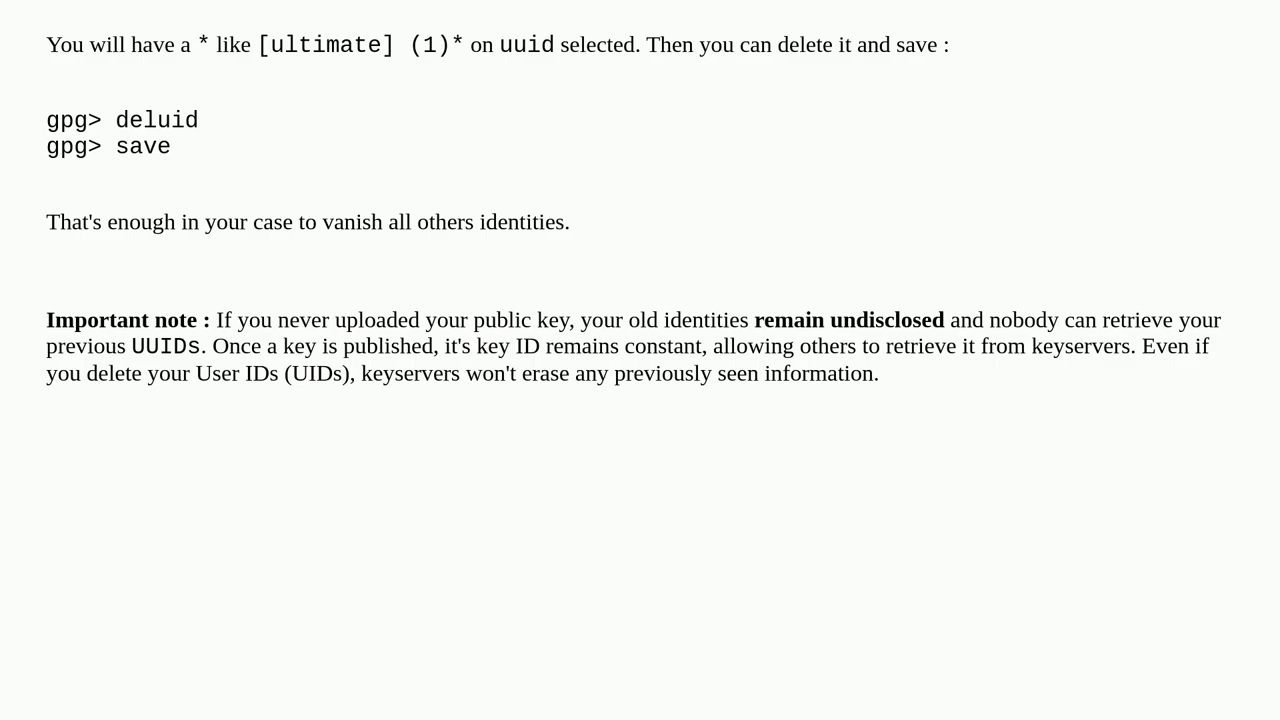 You will have a * like [ultimate] (1)* on uuid selected. Then you can delete it and save :
gpg> deluid
gpg> save
That's enough in your case to vanish all others identities.
Important note : If you never uploaded your public key, your old identities remain undisclosed and nobody can retrieve your
previous UUIDs. Once a key is published, it's key ID remains constant, allowing others to retrieve it from keyservers. Even if
you delete your User IDs (UIDs), keyservers won't erase any previously seen information.